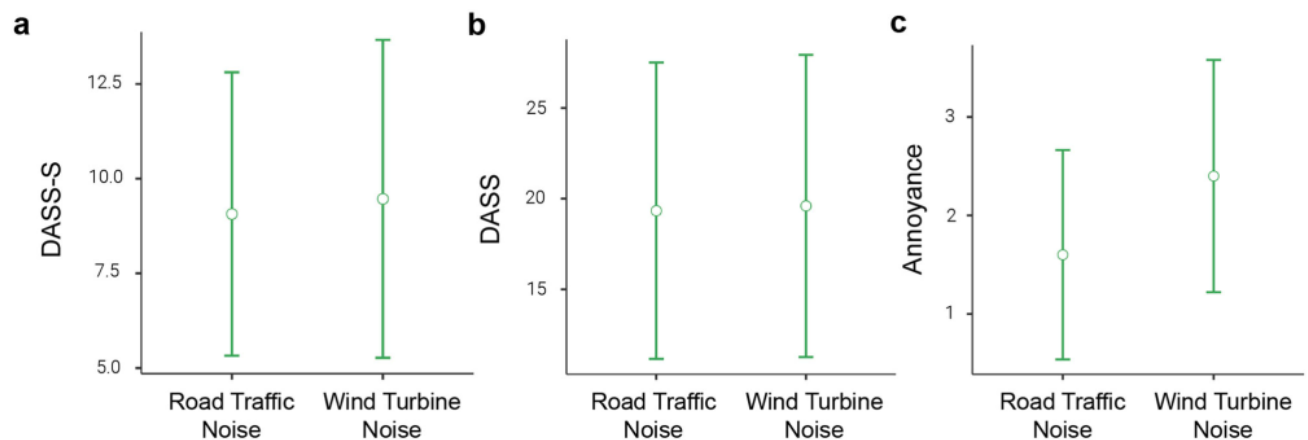 a
DASS-S
12.5
10.0
7.5
5.0
Road Traffic
Noise
Wind Turbine
Noise
b
DASS
25
20
15
Road Traffic
Noise
Wind Turbine
Noise
c
Annoyance
3
2
1
Road Traffic
Noise
Wind Turbine
Noise